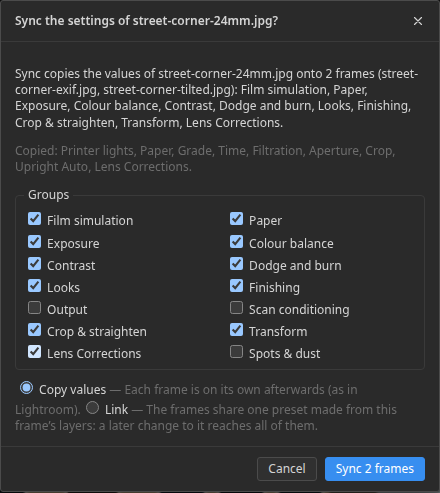 Sync the settings of street-corner-24mm.jpg?
Sync copies the values of street-corner-24mm.jpg onto 2 frames (street-
corner-exif.jpg, street-corner-tilted.jpg): Film simulation, Paper,
Exposure, Colour balance, Contrast, Dodge and burn, Looks, Finishing,
Crop & straighten, Transform, Lens Corrections.
Copied: Printer lights, Paper, Grade, Time, Filtration, Aperture, Crop,
Upright Auto, Lens Corrections.
Groups
Film simulation Paper
Exposure Colour balance
Contrast Dodge and burn
Looks Finishing
Output Scan conditioning
Crop & straighten Transform
Lens Corrections Spots & dust
Copy values — Each frame is on its own afterwards (as in
Lightroom). Link — The frames share one preset made from this
frame's layers: a later change to it reaches all of them.
Cancel Sync 2 frames